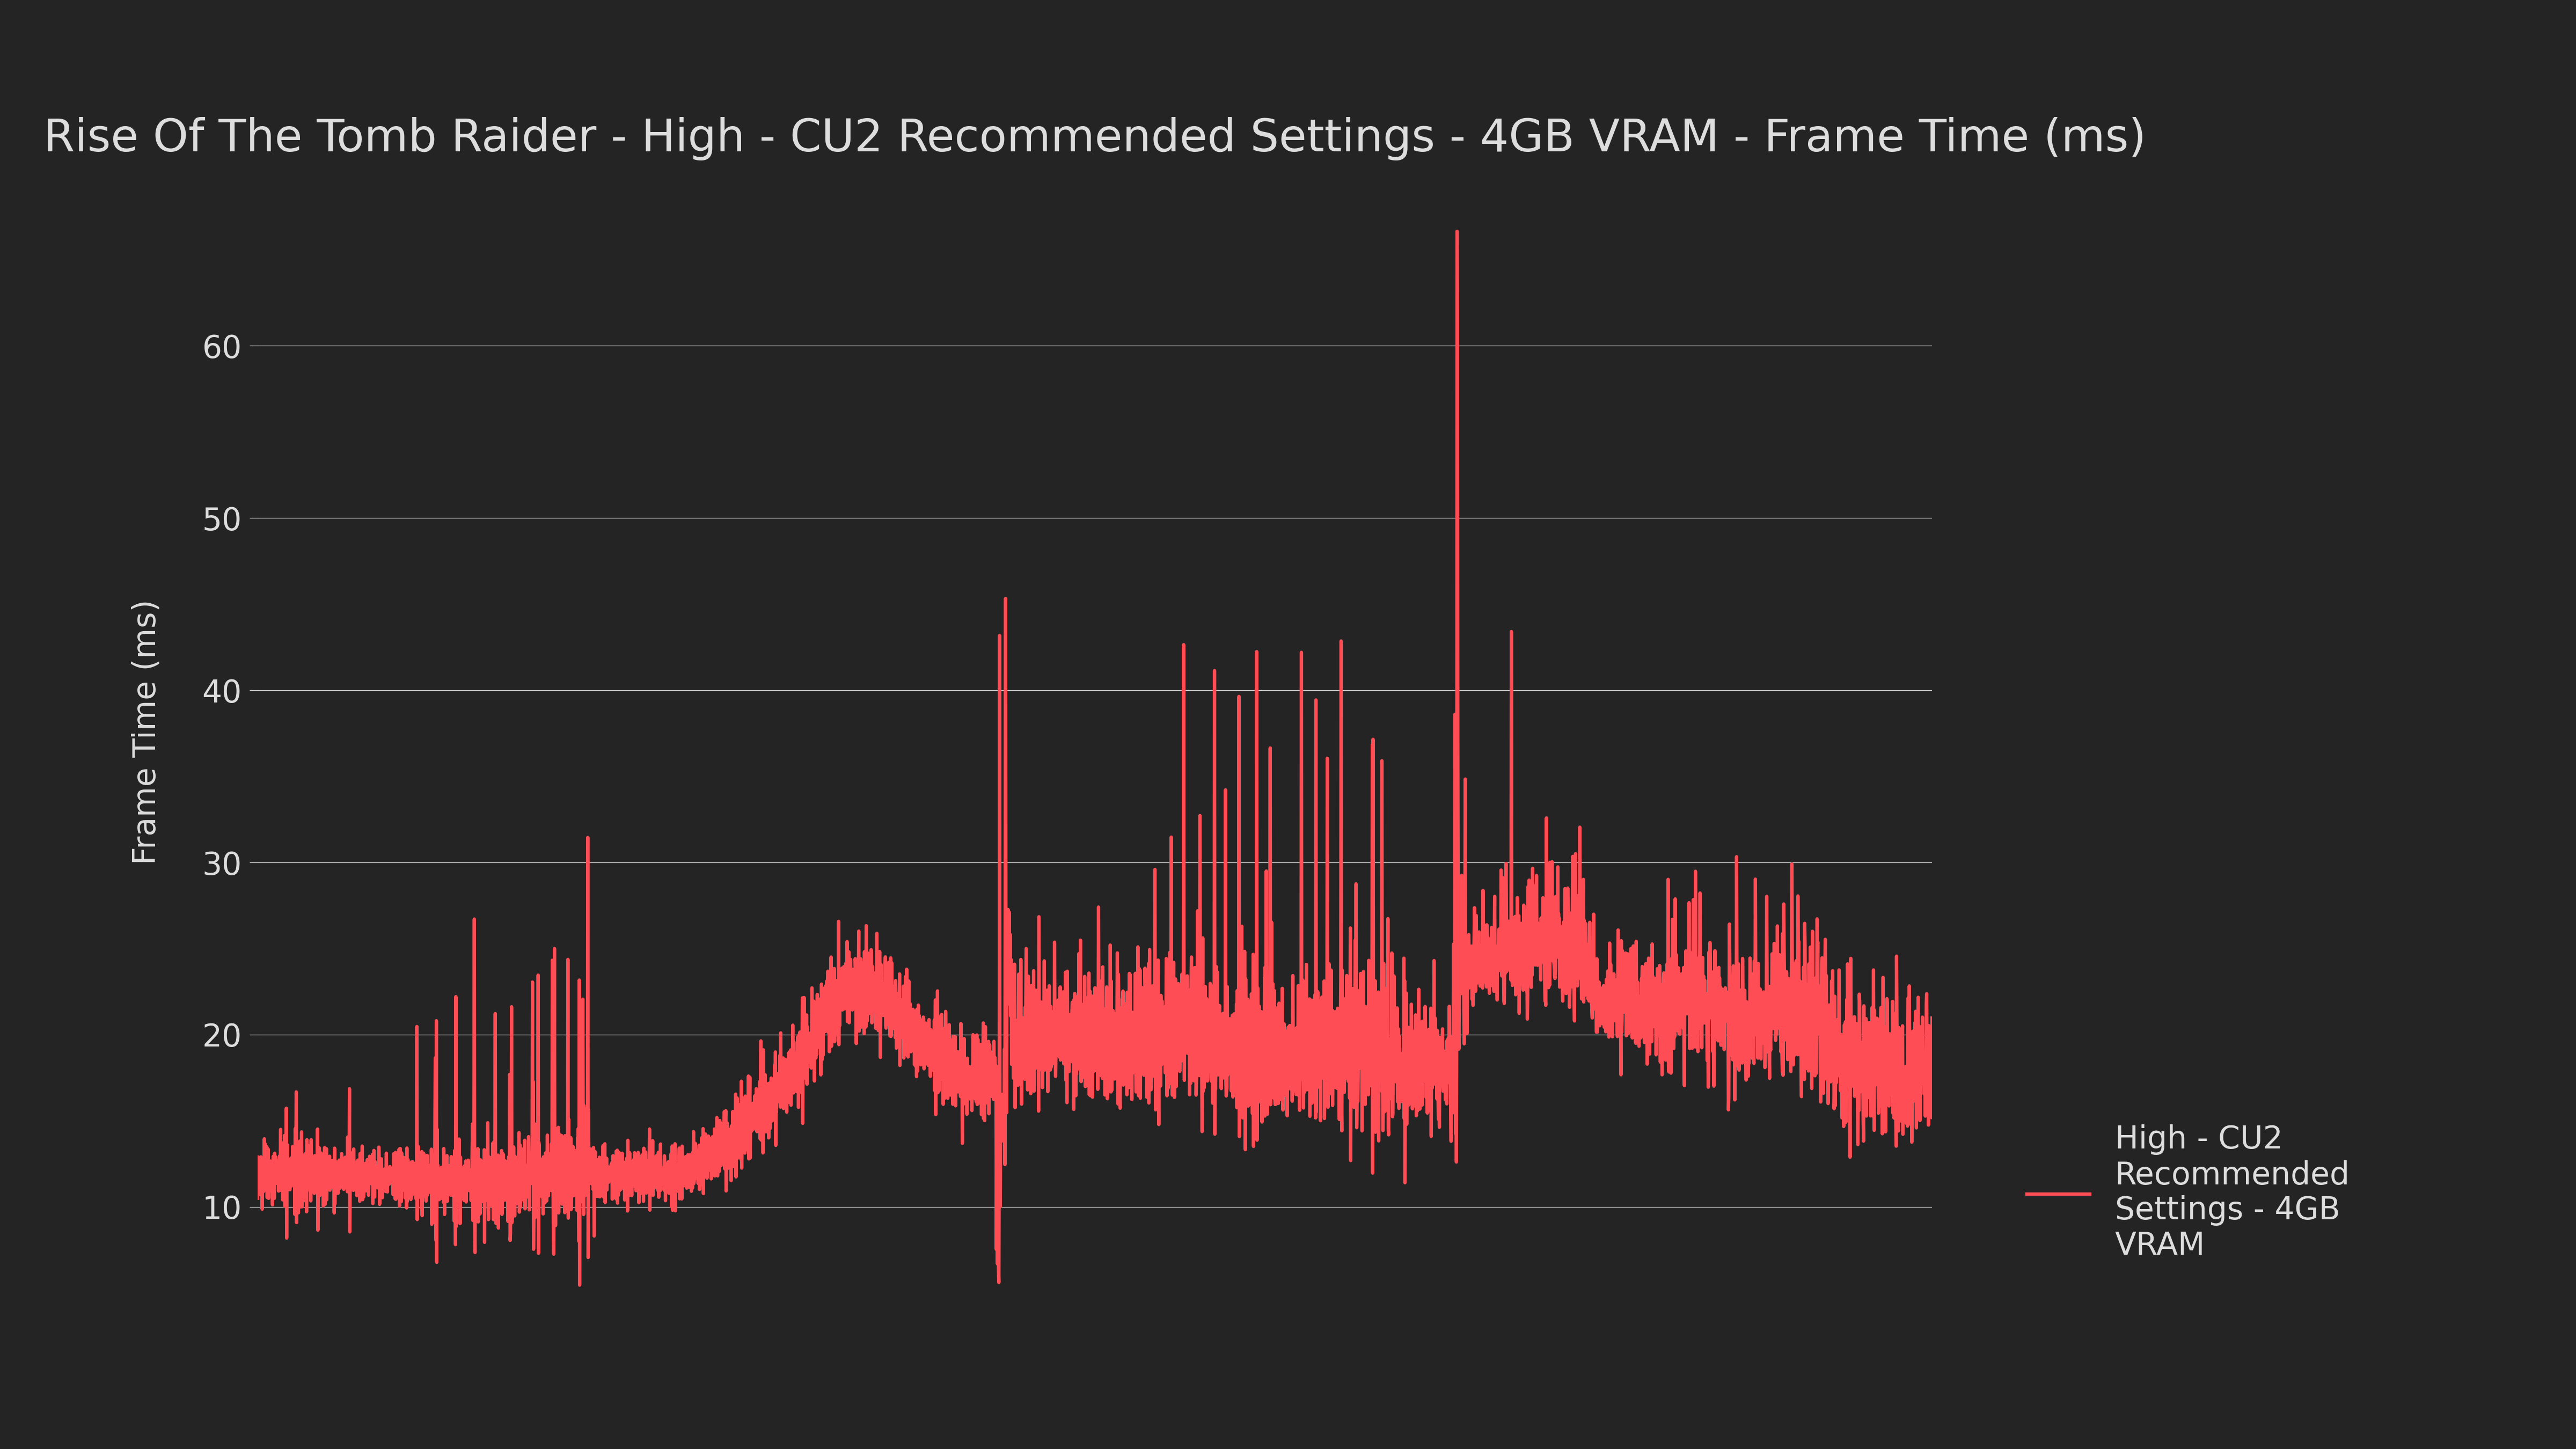 Rise Of The Tomb Raider - High - CU2 Recommended Settings - 4GB VRAM - Frame Time (ms)
Frame Time (ms)
60
50
40
30
20
10
High - CU2
Recommended
Settings - 4GB
VRAM